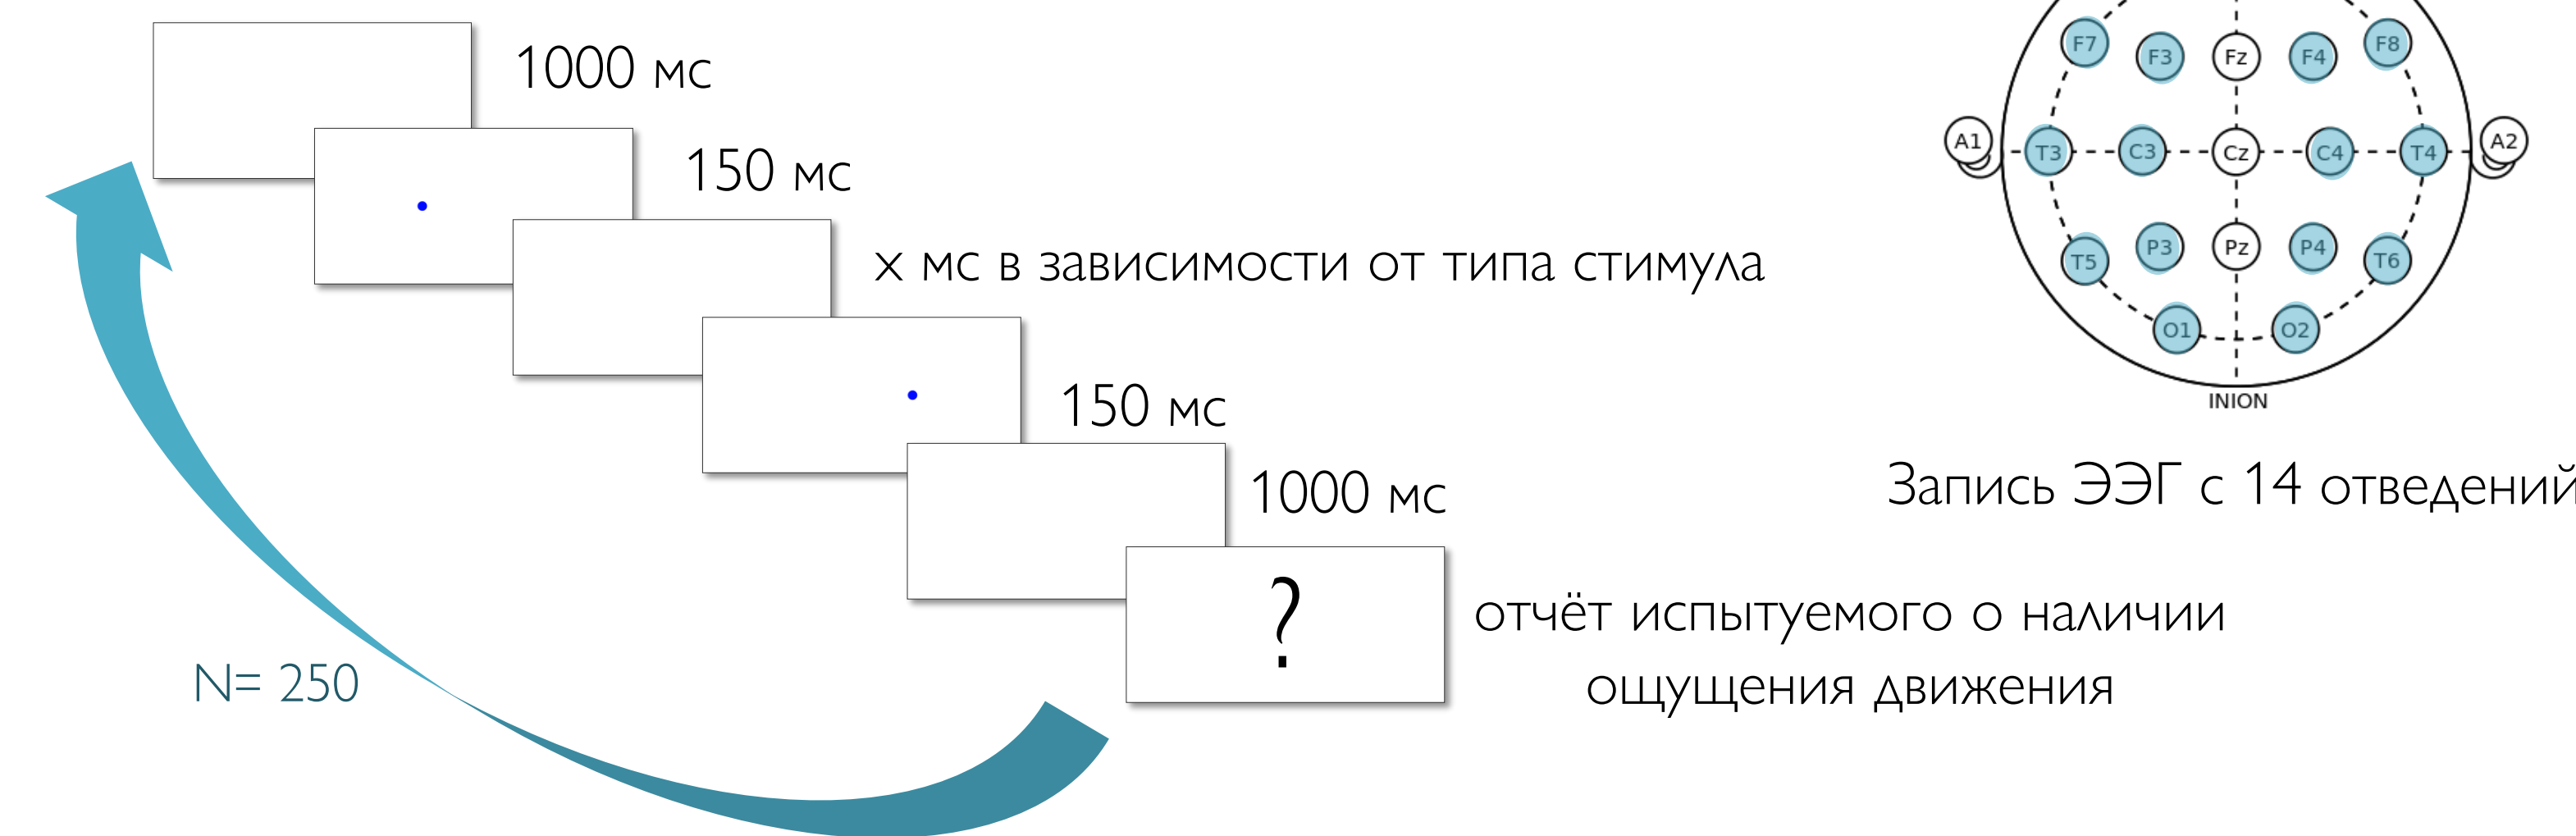 1000 мс
150 мс
х мс в зависимости от типа стимула
150 мс
1000 мс
?
отчёт испытуемого о наличии
ощущения движения
N= 250
F7 F3 Fz F4 F8
A1 T3 C3 Cz C4 T4 A2
T5 P3 Pz P4 T6
O1 O2
INION
Запись ЭЭГ с 14 отведений